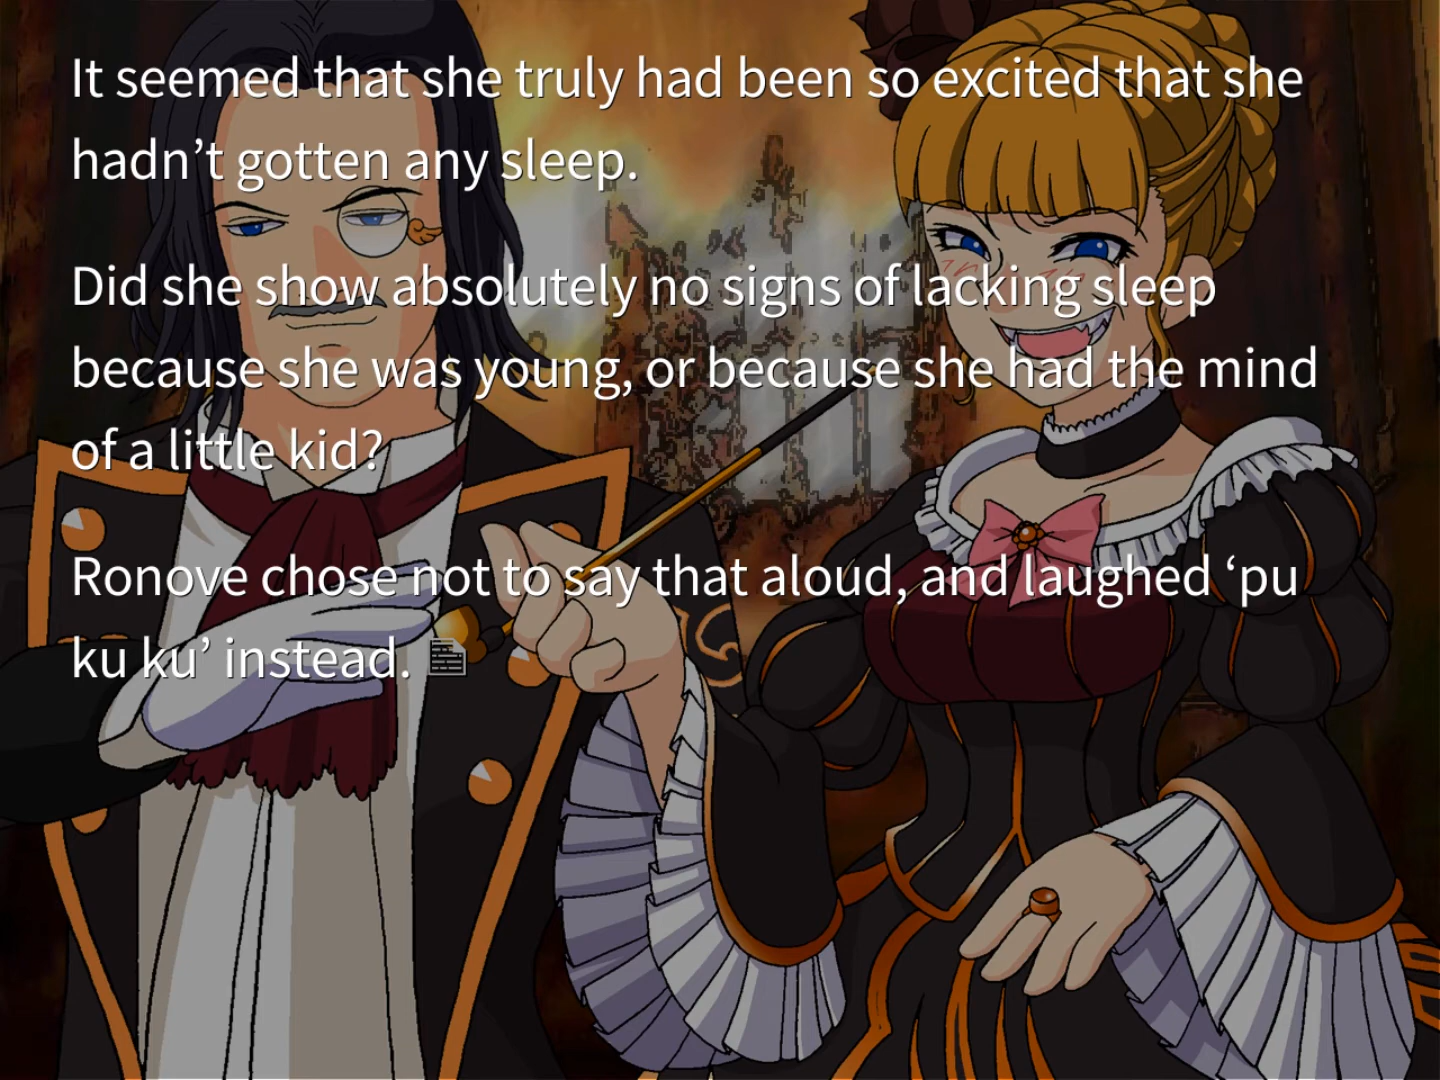 It seemed that she truly had been so excited that she
hadn’t gotten any sleep.
Did she show absolutely no signs of lacking sleep
because she was young, or because she had the mind
of a little kid?
Ronove chose not to say that aloud, and laughed ‘pu
ku ku’ instead.